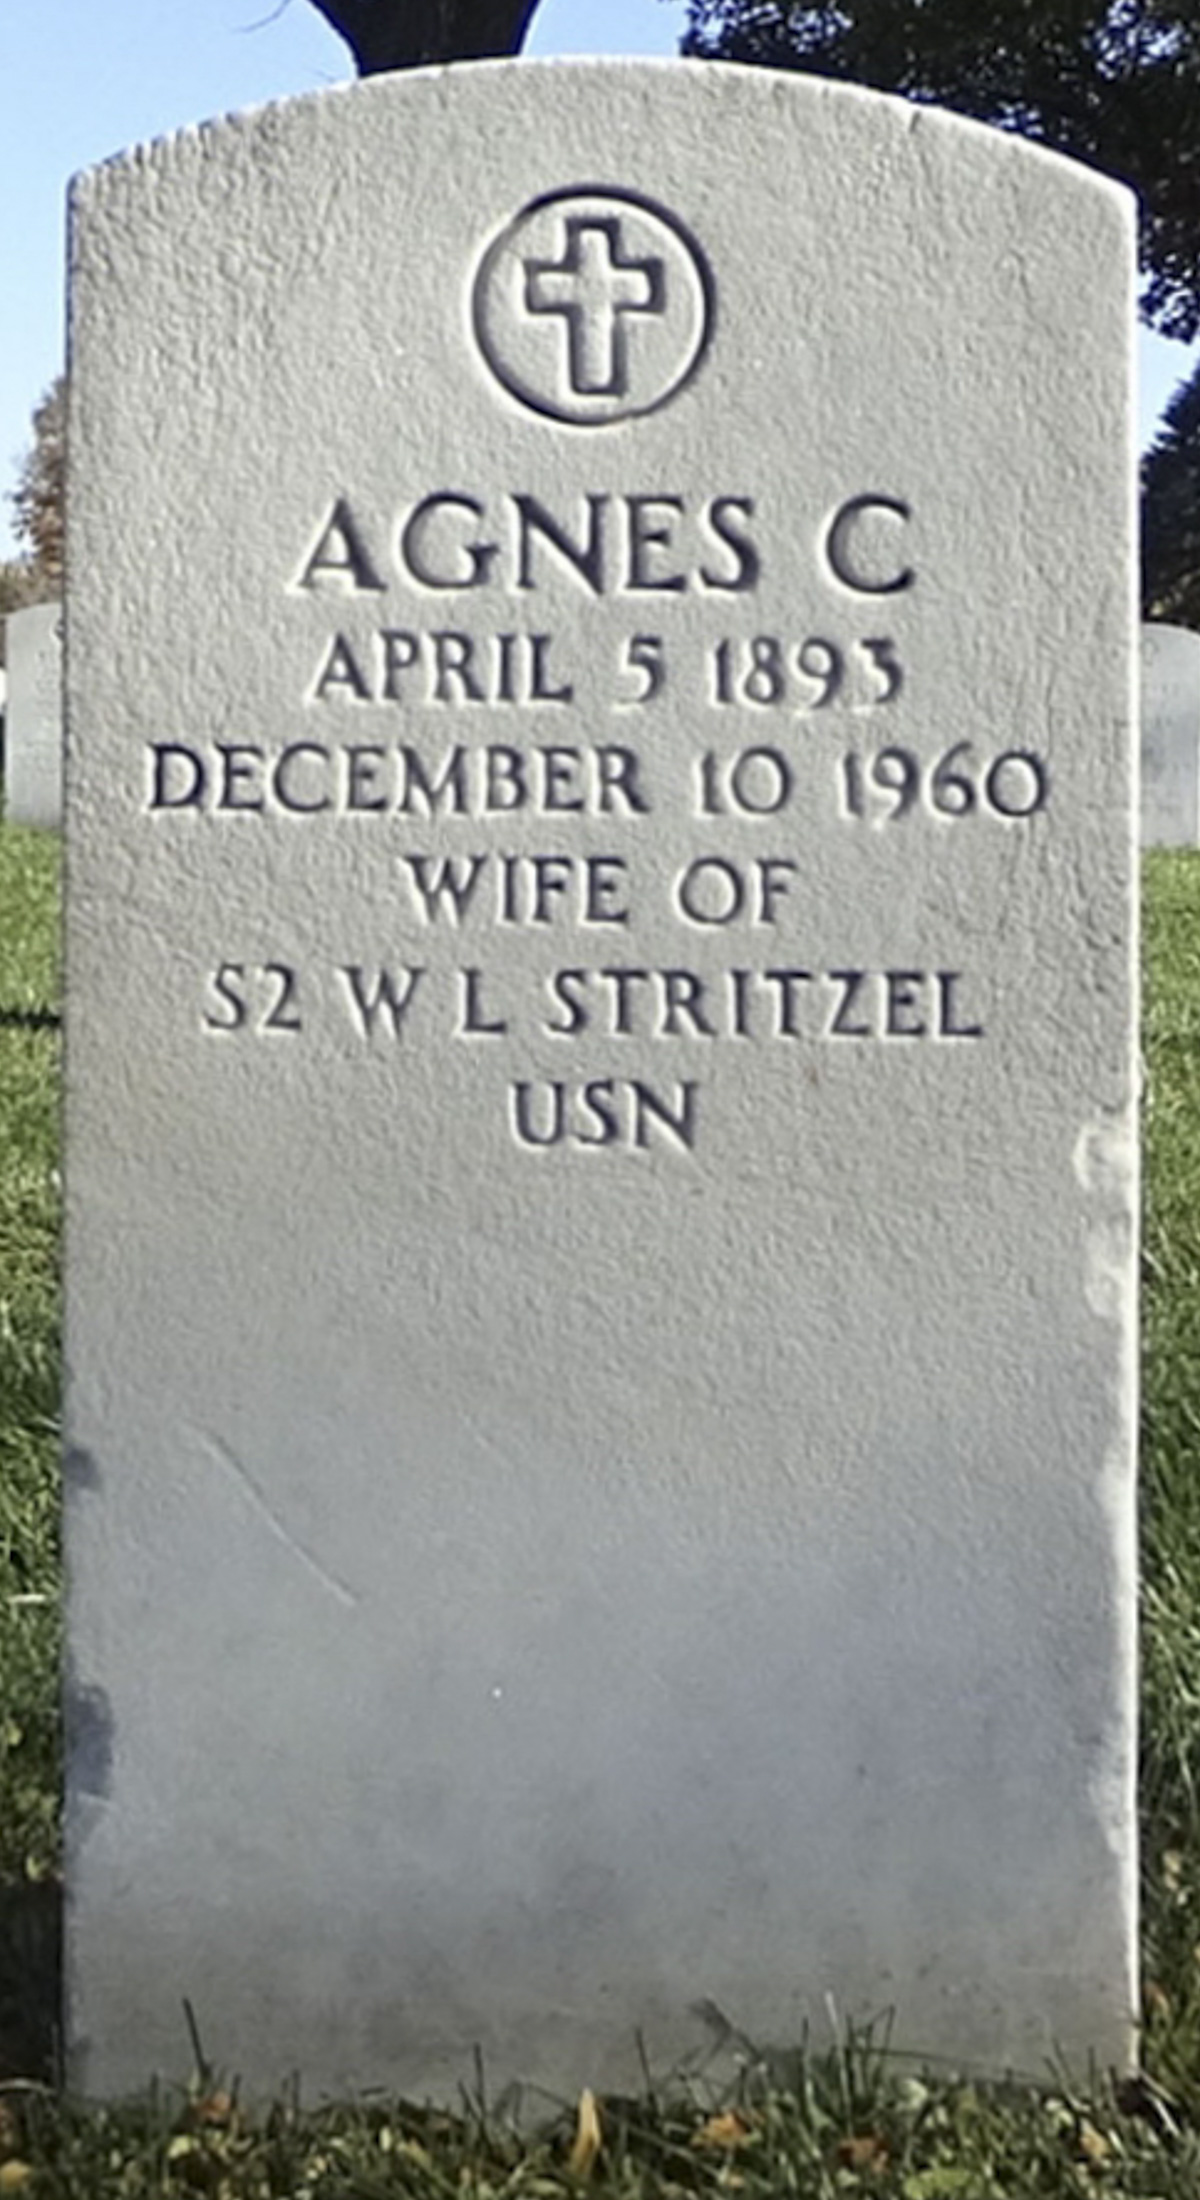 AGNES C
APRIL 5 1893
DECEMBER 10 1960
WIFE OF
S2 W L STRITZEL
USN